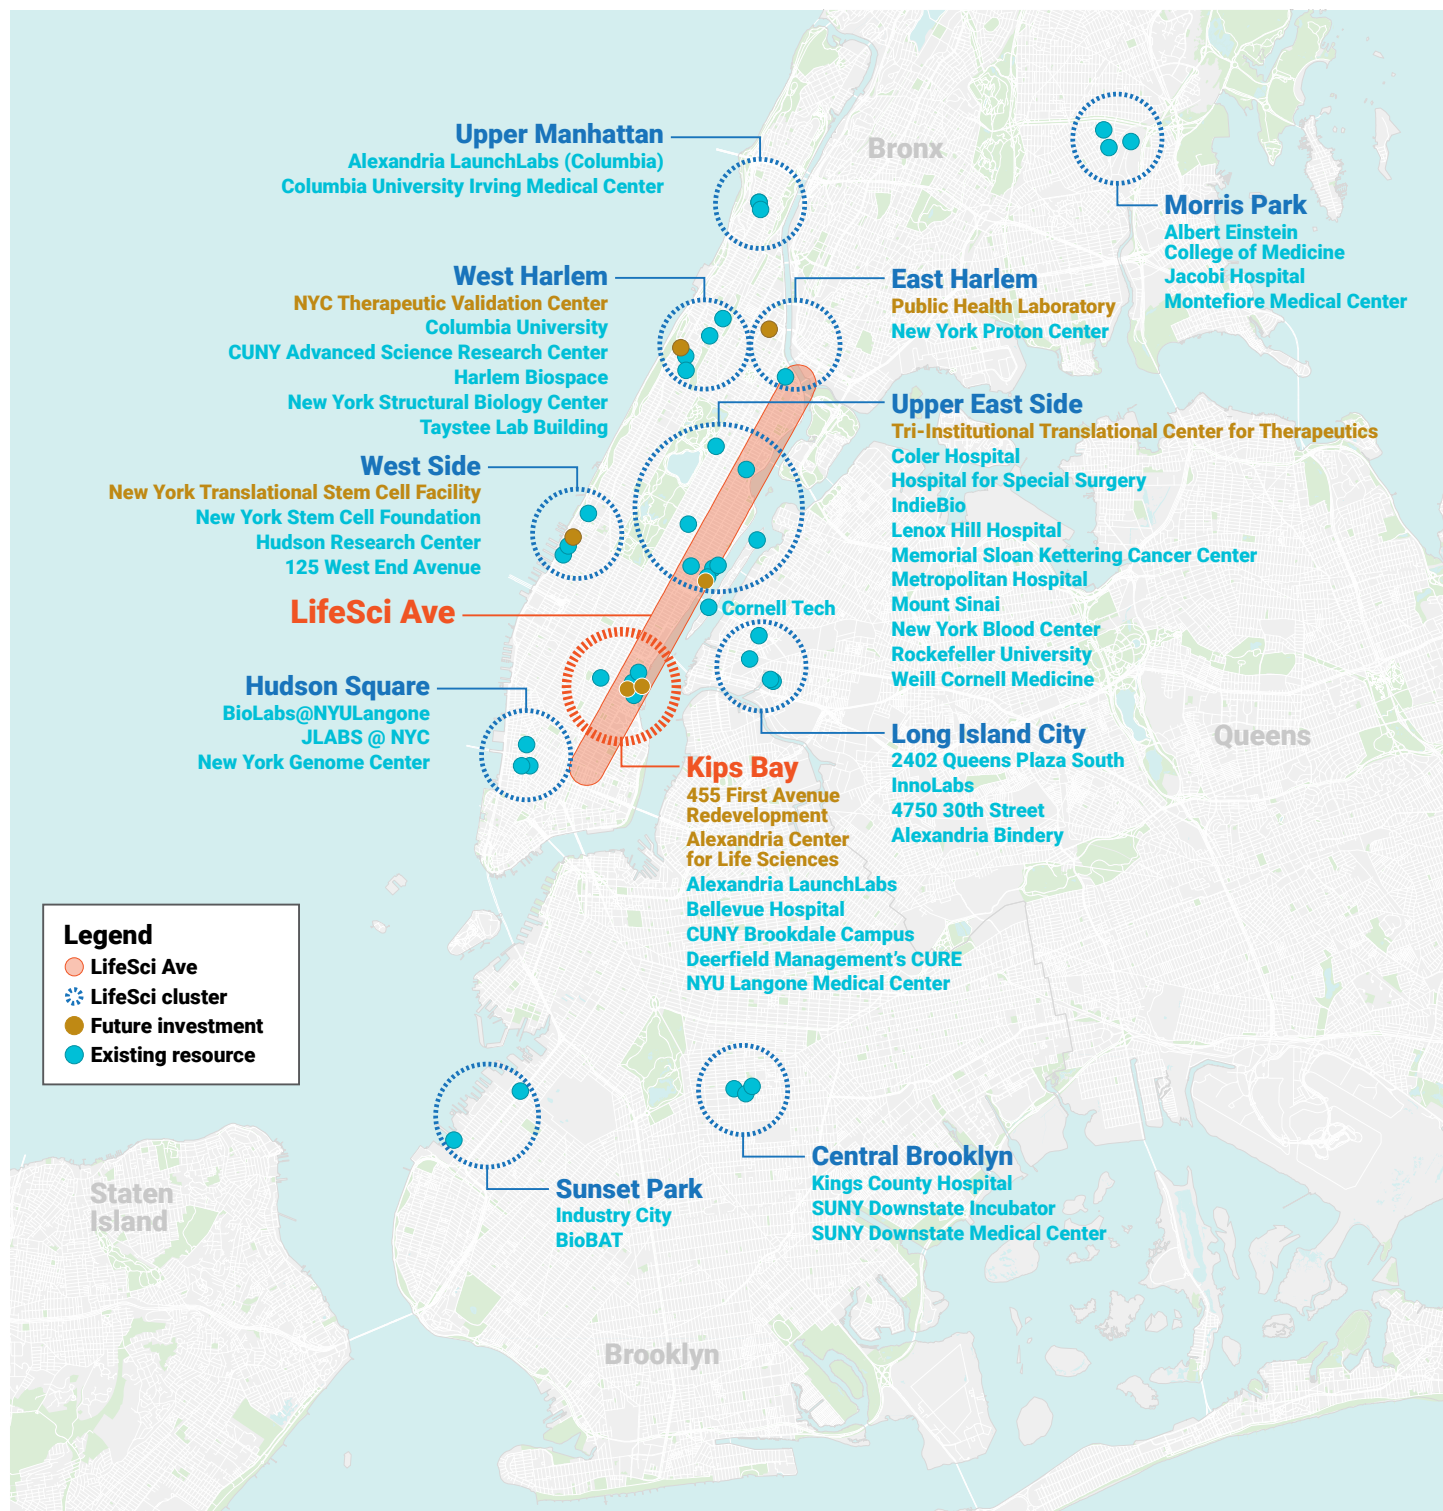 Upper Manhattan
Alexandria LaunchLabs (Columbia)
Columbia University Irving Medical Center
Bronx
Morris Park
Albert Einstein
College of Medicine
Jacobi Hospital
Montefiore Medical Center
West Harlem
NYC Therapeutic Validation Center
Columbia University
CUNY Advanced Science Research Center
Harlem Biospace
New York Structural Biology Center
Taystee Lab Building
East Harlem
Public Health Laboratory
New York Proton Center
Upper East Side
Tri-Institutional Translational Center for Therapeutics
Coler Hospital
Hospital for Special Surgery
IndieBio
Lenox Hill Hospital
Memorial Sloan Kettering Cancer Center
Metropolitan Hospital
Mount Sinai
New York Blood Center
Rockefeller University
Weill Cornell Medicine
West Side
New York Translational Stem Cell Facility
New York Stem Cell Foundation
Hudson Research Center
125 West End Avenue
LifeSci Ave
Cornell Tech
Hudson Square
BioLabs@NYULangone
JLABS @ NYC
New York Genome Center
Long Island City
2402 Queens Plaza South
InnoLabs
4750 30th Street
Alexandria Bindery
Queens
Kips Bay
455 First Avenue
Redevelopment
Alexandria Center
for Life Sciences
Alexandria LaunchLabs
Bellevue Hospital
CUNY Brookdale Campus
Deerfield Management’s CURE
NYU Langone Medical Center
Legend
LifeSci Ave
LifeSci cluster
Future investment
Existing resource
Central Brooklyn
Kings County Hospital
SUNY Downstate Incubator
SUNY Downstate Medical Center
Sunset Park
Industry City
BioBAT
Staten
Island
Brooklyn